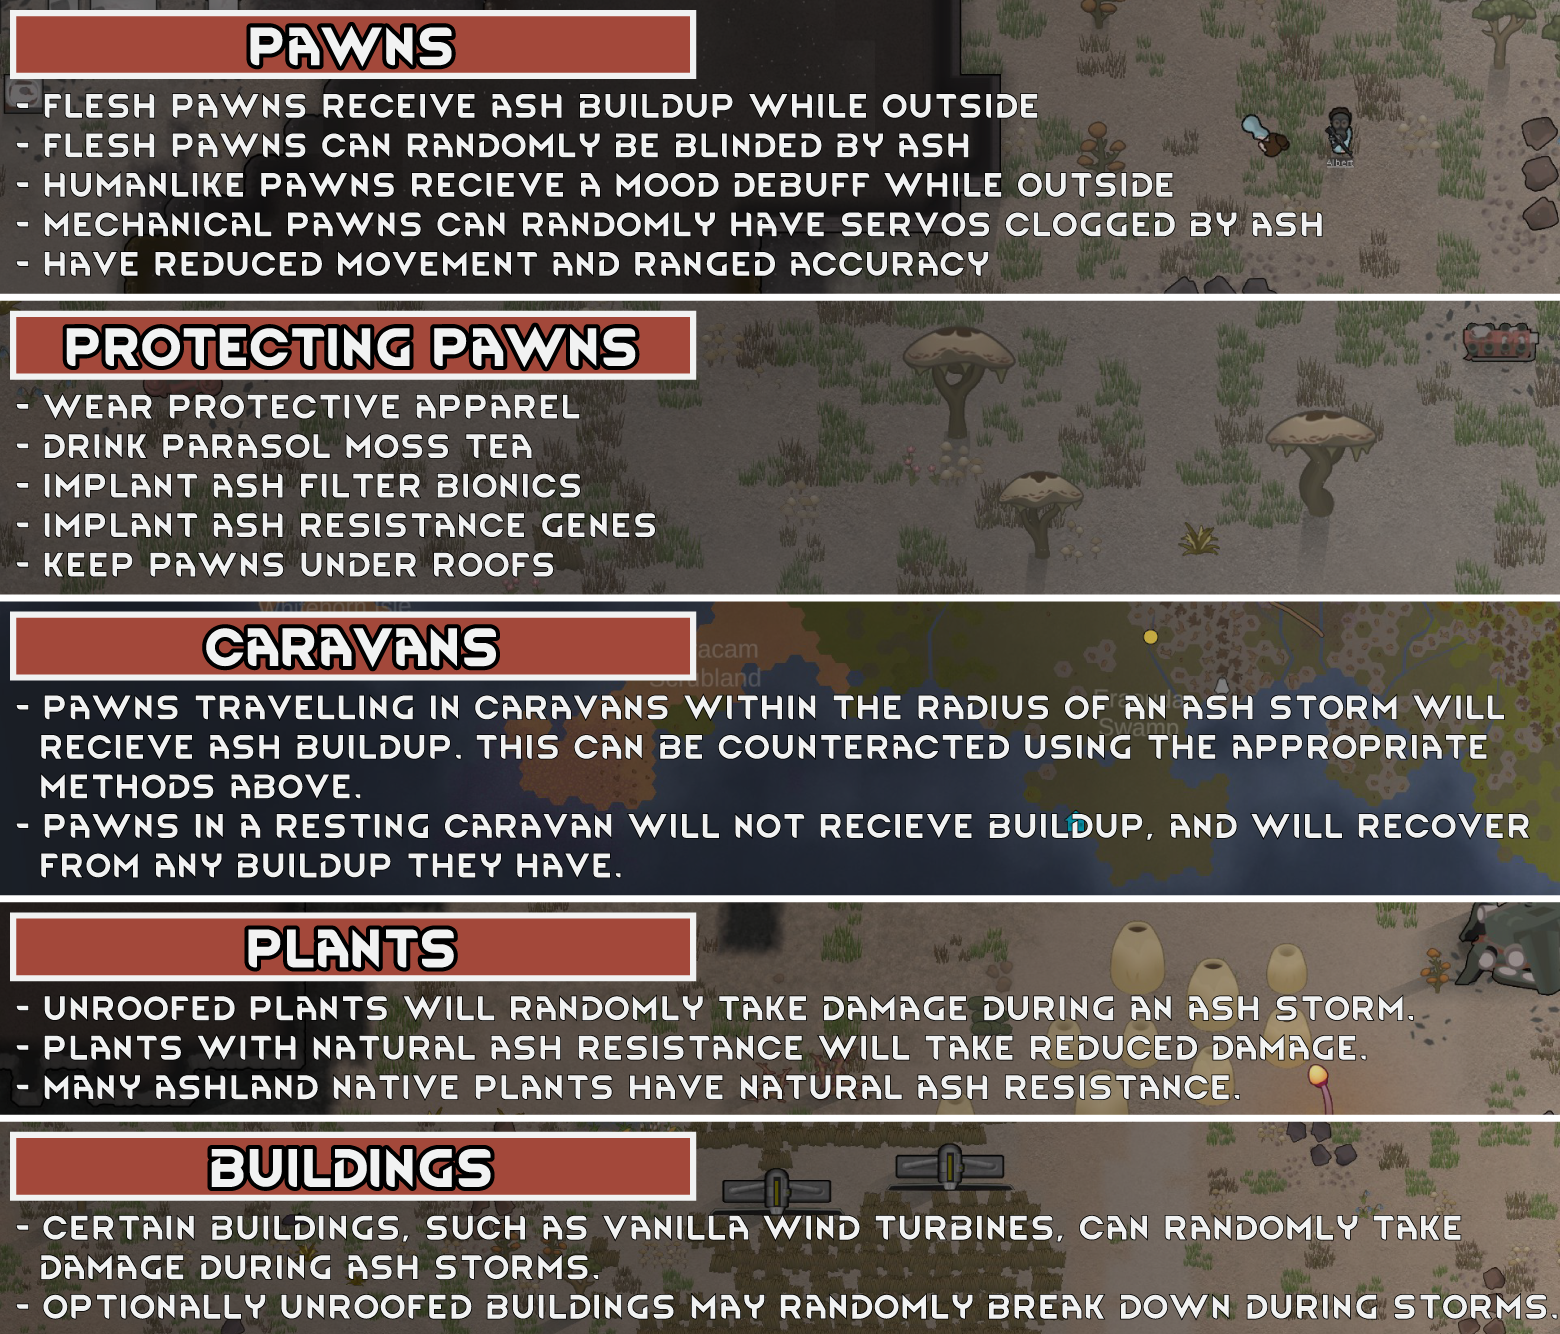 PAWNS
- FLESH PAWNS RECEIVE ASH BUILDUP WHILE OUTSIDE
- FLESH PAWNS CAN RANDOMLY BE BLINDED BY ASH
- HUMANLIKE PAWNS RECIEVE A MOOD DEBUFF WHILE OUTSIDE
- MECHANICAL PAWNS CAN RANDOMLY HAVE SERVOS CLOGGED BY ASH
- HAVE REDUCED MOVEMENT AND RANGED ACCURACY
Albert
PROTECTING PAWNS
- WEAR PROTECTIVE APPAREL
- DRINK PARASOL MOSS TEA
- IMPLANT ASH FILTER BIONICS
- IMPLANT ASH RESISTANCE GENES
- KEEP PAWNS UNDER ROOFS
CARAVANS
Scrubland
- PAWNS TRAVELLING IN CARAVANS WITHIN THE RADIUS OF AN ASH STORM WILL
Swamp
RECIEVE ASH BUILDUP. THIS CAN BE COUNTERACTED USING THE APPROPRIATE
METHODS ABOVE.
- PAWNS IN A RESTING CARAVAN WILL NOT RECIEVE BUILDUP, AND WILL RECOVER
FROM ANY BUILDUP THEY HAVE.
PLANTS
- UNROOFED PLANTS WILL RANDOMLY TAKE DAMAGE DURING AN ASH STORM.
- PLANTS WITH NATURAL ASH RESISTANCE WILL TAKE REDUCED DAMAGE.
- MANY ASHLAND NATIVE PLANTS HAVE NATURAL ASH RESISTANCE.
BUILDINGS
- CERTAIN BUILDINGS, SUCH AS VANILLA WIND TURBINES, CAN RANDOMLY TAKE
DAMAGE DURING ASH STORMS.
- OPTIONALLY UNROOFED BUILDINGS MAY RANDOMLY BREAK DOWN DURING STORMS.